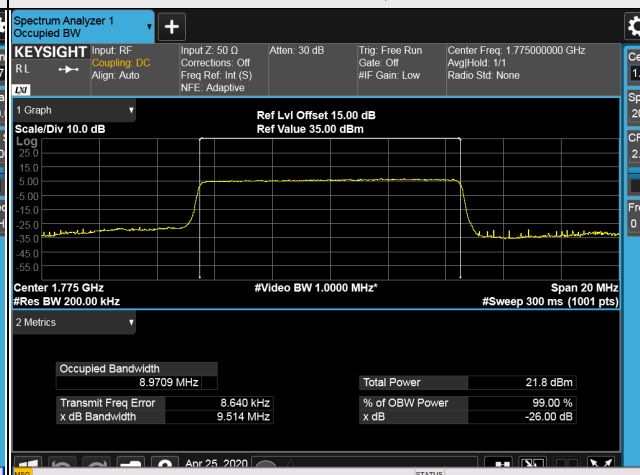 Spectrum Analyzer 1
Occupied BW
KEYSIGHT
R L
LXI
Input: RF
Coupling: DC
Align: Auto
Input Z: 50 Ω
Corrections: Off
Freq Ref: Int (S)
NFE: Adaptive
Atten: 30 dB
Trig: Free Run
Gate: Off
#IF Gain: Low
Center Freq: 1.775000000 GHz
Avg|Hold: 1/1
Radio Std: None
1 Graph
Scale/Div 10.0 dB
Ref Lvl Offset 15.00 dB
Ref Value 35.00 dBm
Log
25.0
15.0
5.00
-5.00
-15.0
-25.0
-35.0
-45.0
-55.0
Center 1.775 GHz
#Res BW 200.00 kHz
#Video BW 1.0000 MHz*
Span 20 MHz
#Sweep 300 ms (1001 pts)
2 Metrics
Occupied Bandwidth
8.9709 MHz
Transmit Freq Error 8.640 kHz
x dB Bandwidth 9.514 MHz
Total Power 21.8 dBm
% of OBW Power 99.00 %
x dB -26.00 dB
Apr 25, 2020
MSG
STATUS